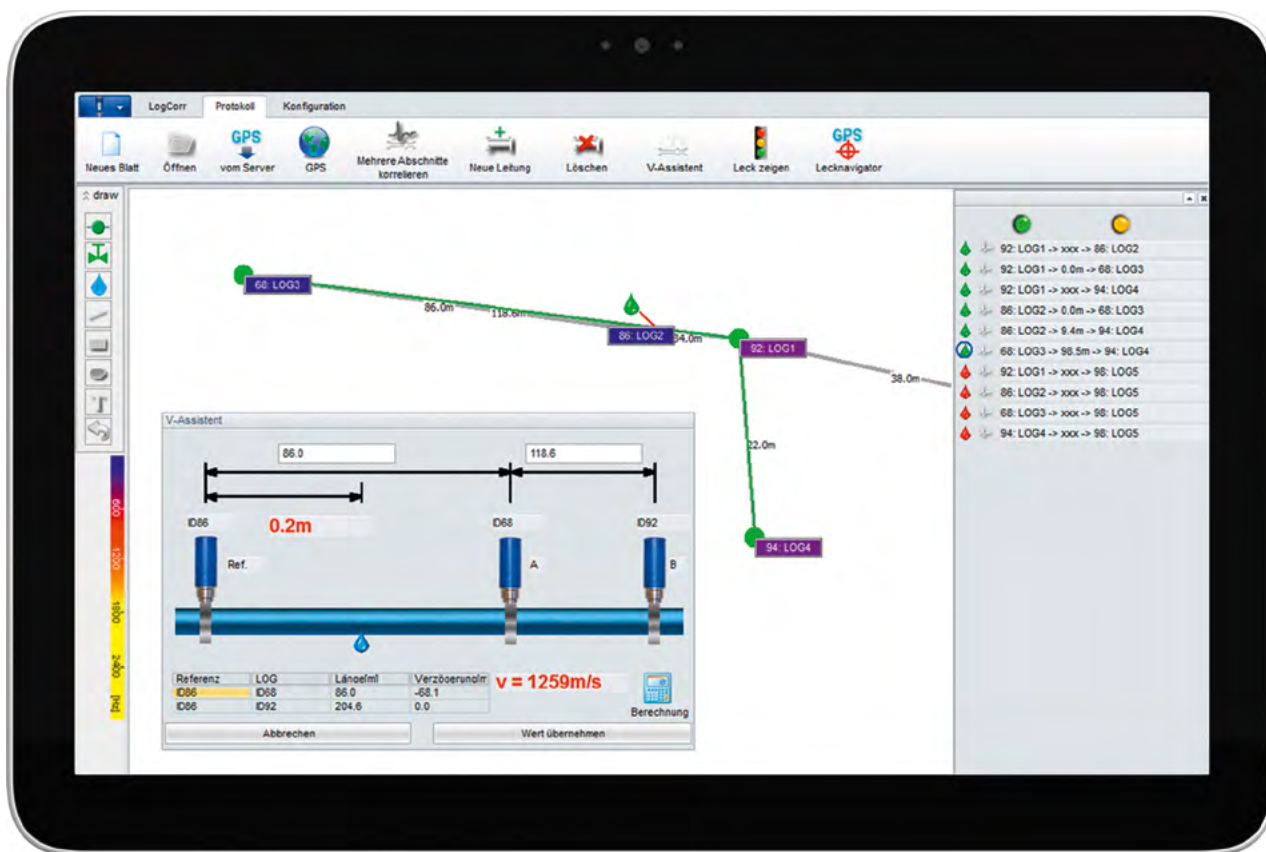 LogCorr Protokoll Konfiguration
GPS GPS
Neues Blatt Öffnen vom Server GPS Mehrere Abschnitte korrelieren Neue Leitung Löschen V-Assistent Leck zeigen Lecknavigator
draw
92: LOG1 -> xxx -> 86: LOG2
92: LOG1 -> 0.0m -> 68: LOG3
92: LOG1 -> xxx -> 94: LOG4
86: LOG2 -> 0.0m -> 68: LOG3
86: LOG2 -> 9.4m -> 94: LOG4
68: LOG3 -> 98.5m -> 94: LOG4
92: LOG1 -> xxx -> 98: LOG5
86: LOG2 -> xxx -> 98: LOG5
68: LOG3 -> xxx -> 98: LOG5
94: LOG4 -> xxx -> 98: LOG5
68: LOG3
86.0m
118.6m
86: LOG2
92: LOG1
38.0m
22.0m
94: LOG4
600
1200
1800
2400
[Hz]
V-Assistent
86.0 118.6
0.2m
ID86 ID68 ID92
Ref. A B
Referenz LOG
v = 1259m/s
ID86 ID68 86.0 -68.1
ID86 ID92 204.6 0.0
Berechnung
Abbrechen Wert übernehmen